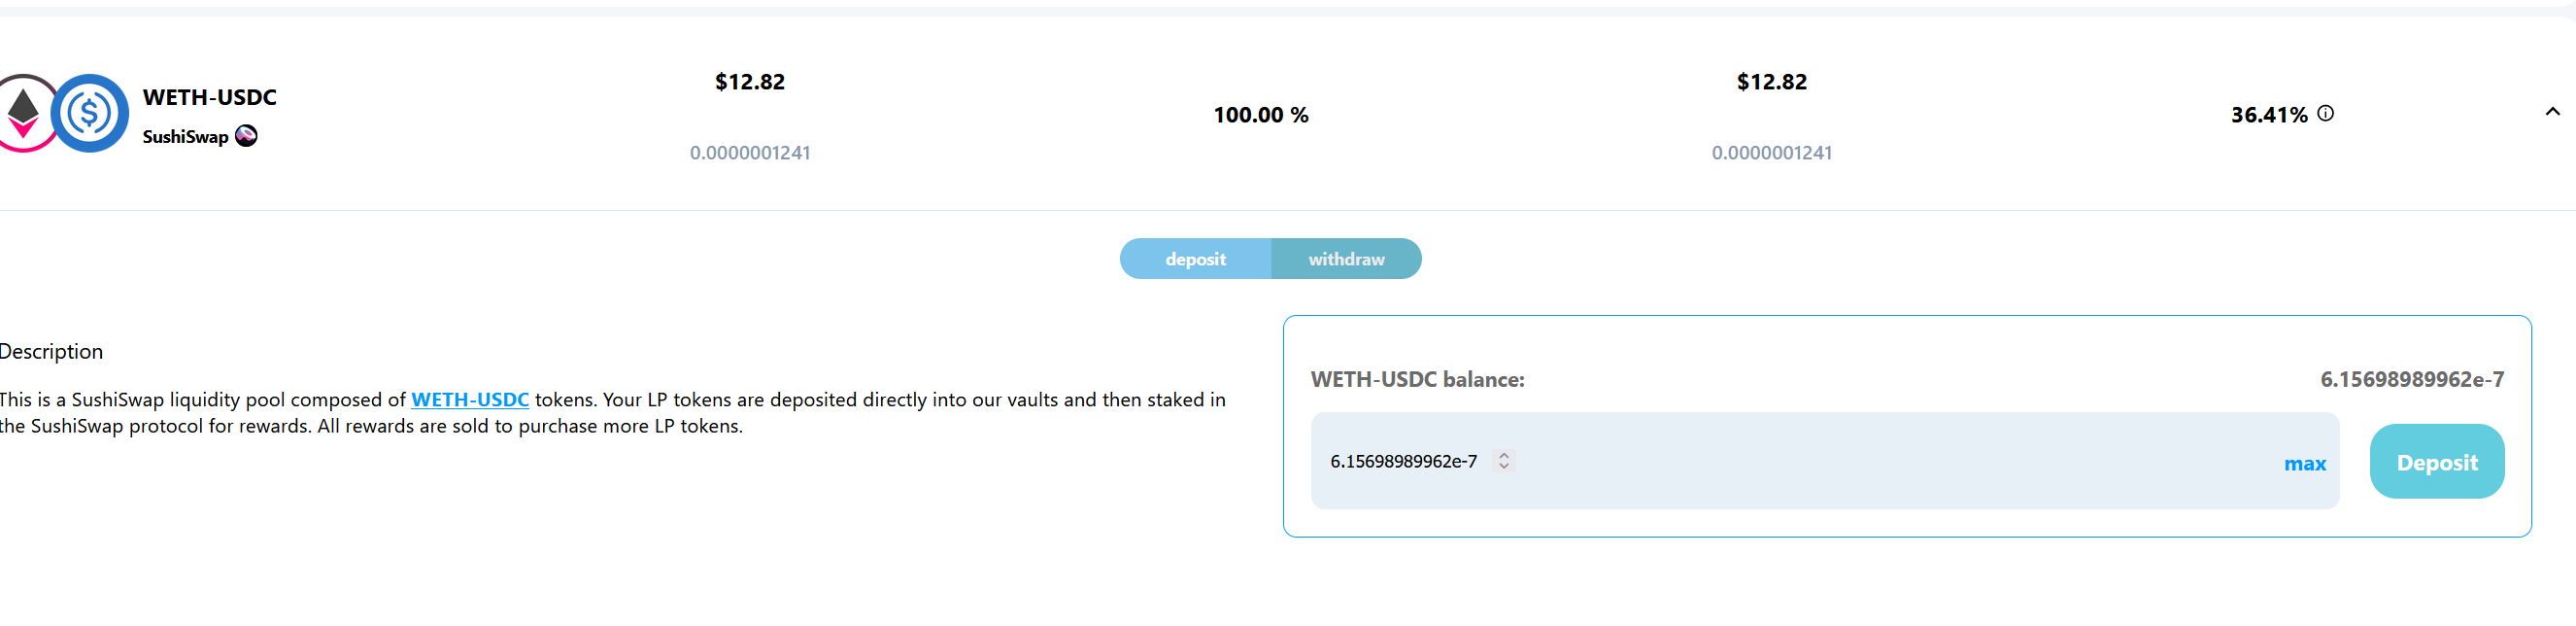 WETH-USDC
SushiSwap
$12.82
0.0000001241
100.00 %
$12.82
0.0000001241
36.41%
deposit
withdraw
Description
This is a SushiSwap liquidity pool composed of WETH-USDC tokens. Your LP tokens are deposited directly into our vaults and then staked in
the SushiSwap protocol for rewards. All rewards are sold to purchase more LP tokens.
WETH-USDC balance:
6.15698989962e-7
6.15698989962e-7
max
Deposit